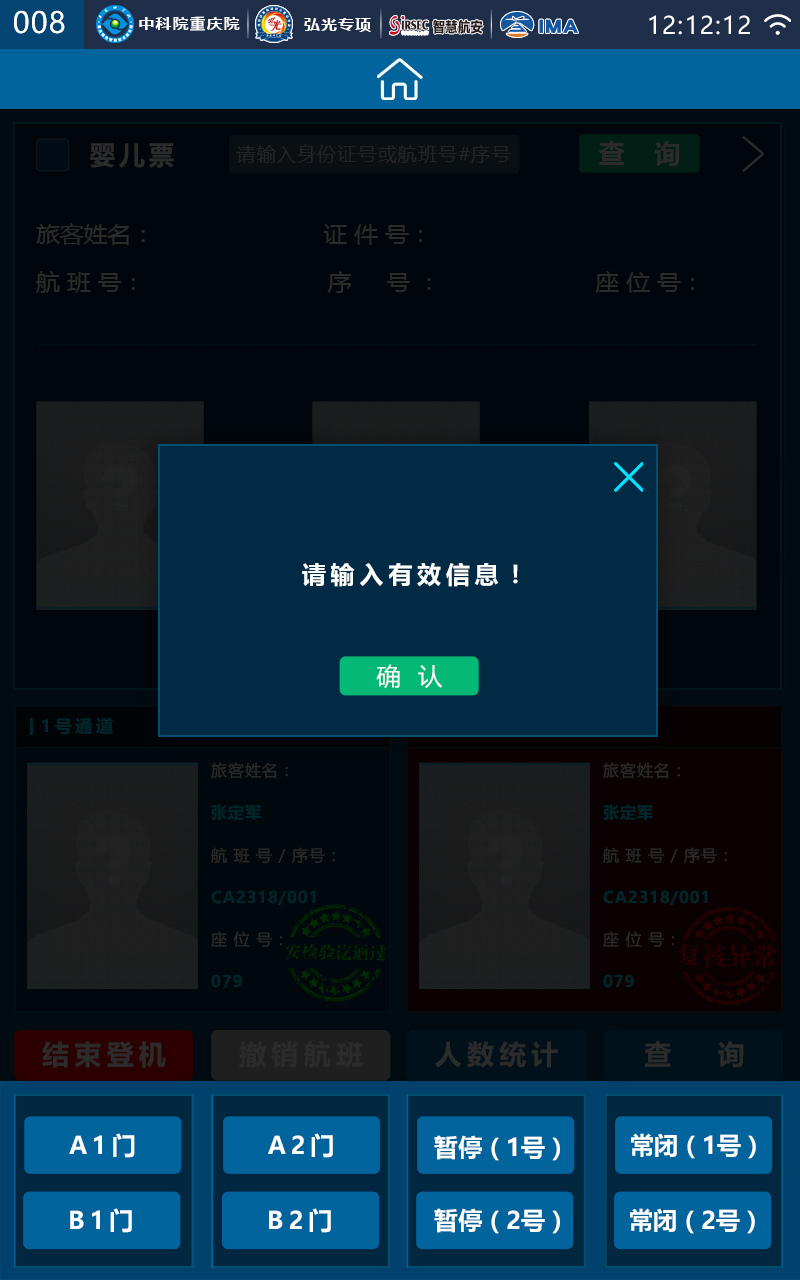 008 中科院重庆院 弘光专项 SIRSEC 智慧航安 IMA 12:12:12
婴儿票 请输入身份证号或航班号#序号 查 询
旅客姓名： 证件号：
航班号： 序 号： 座位号：
请输入有效信息！
确 认
1号通道
旅客姓名：
张定军
航 班 号 / 序号：
CA2318/001
座 位 号：
079
安检验讫通过
旅客姓名：
张定军
航 班 号 / 序号：
CA2318/001
座 位 号：
079
复核异常
结束登机 撤销航班 人数统计 查 询
A1门 A2门 暂停（1号） 常闭（1号）
B1门 B2门 暂停（2号） 常闭（2号）